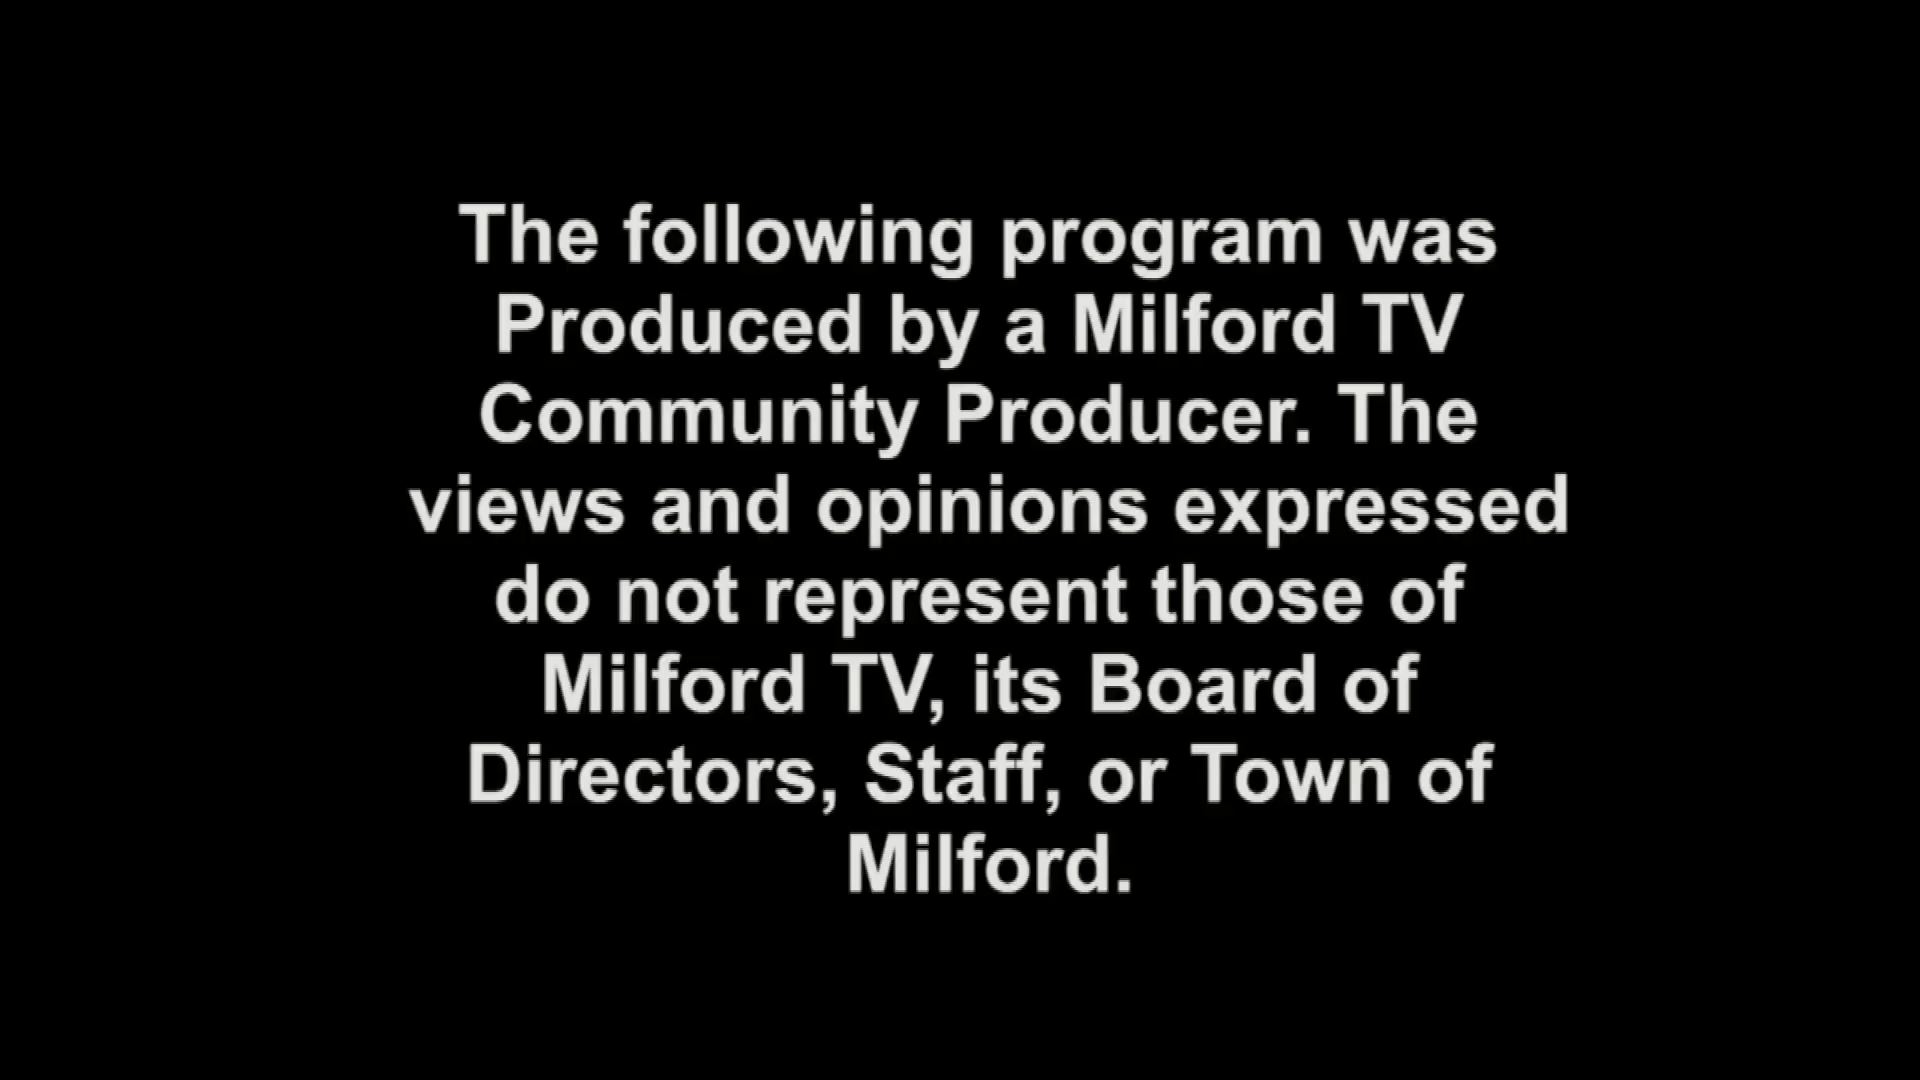 The following program was
Produced by a Milford TV
Community Producer. The
views and opinions expressed
do not represent those of
Milford TV, its Board of
Directors, Staff, or Town of
Milford.